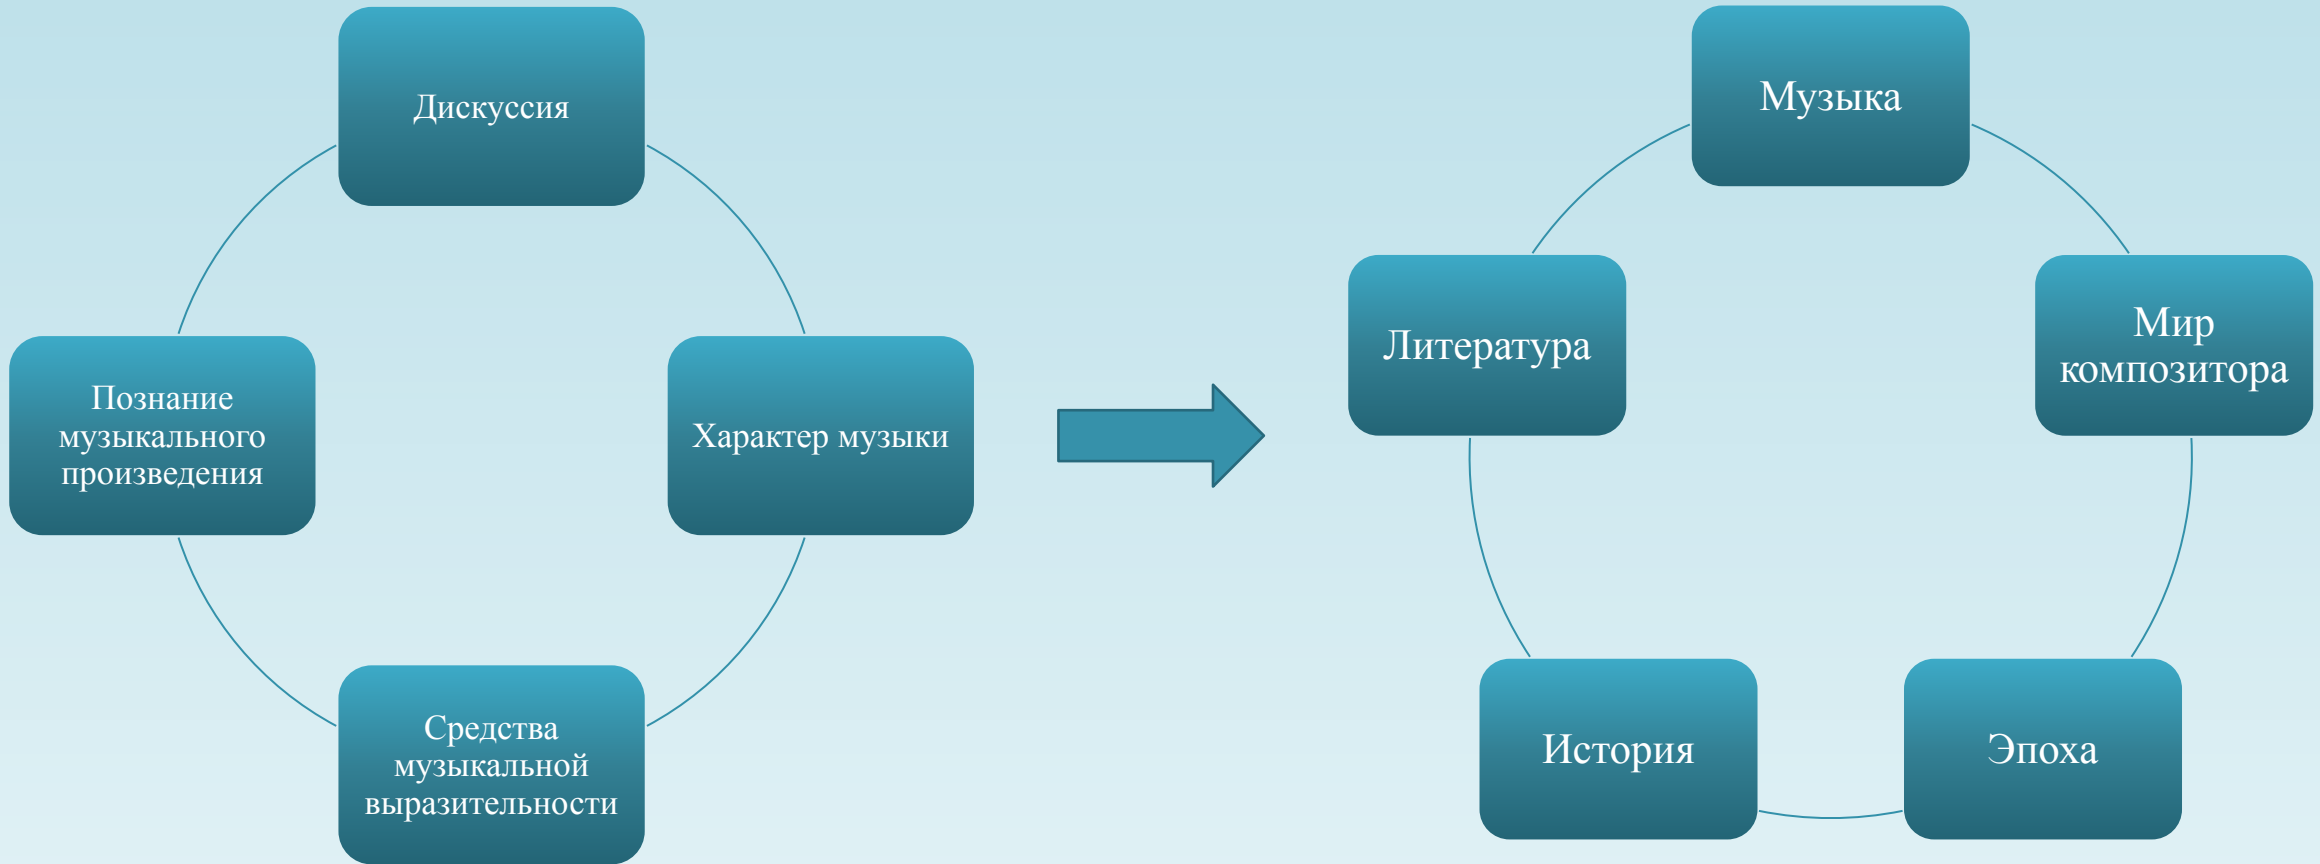 Дискуссия
Характер музыки
Средства
музыкальной
выразительности
Познание
музыкального
произведения
Музыка
Мир
композитора
Эпоха
История
Литература